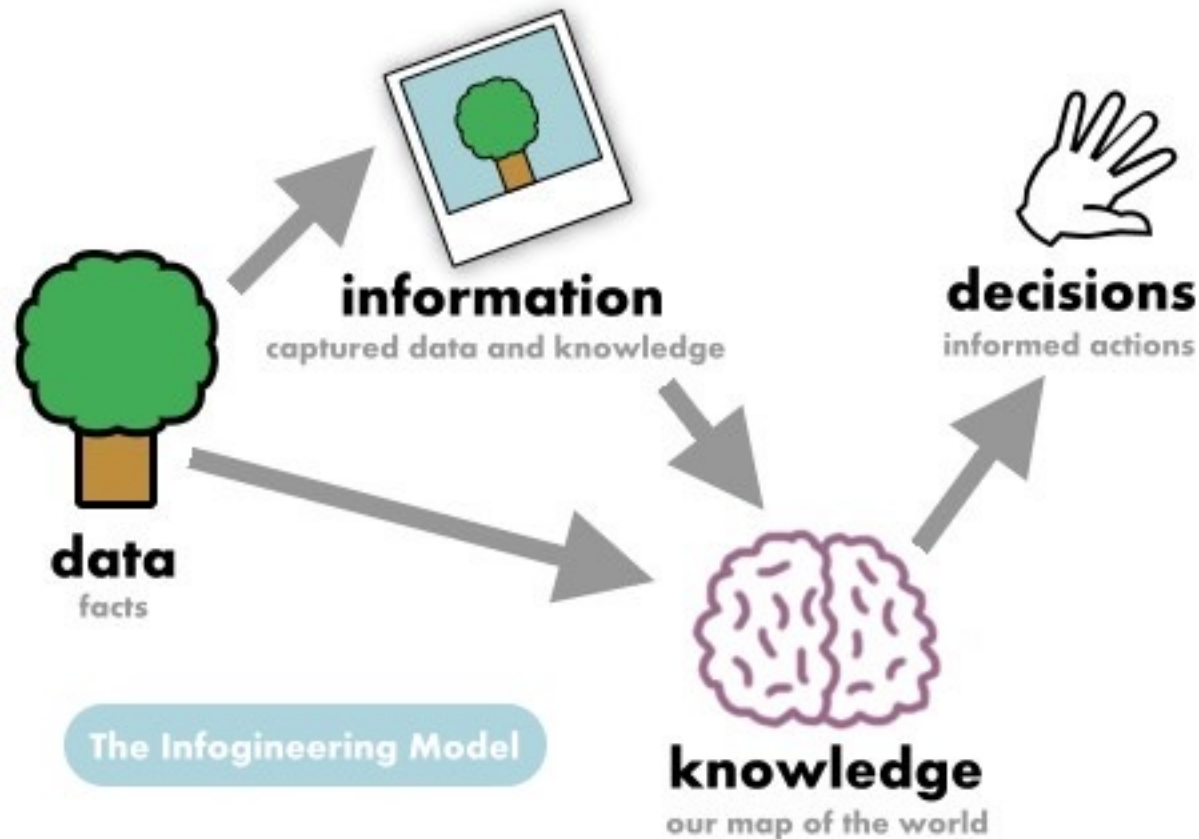 information
captured data and knowledge
decisions
informed actions
data
facts
The Infogineering Model
knowledge
our map of the world